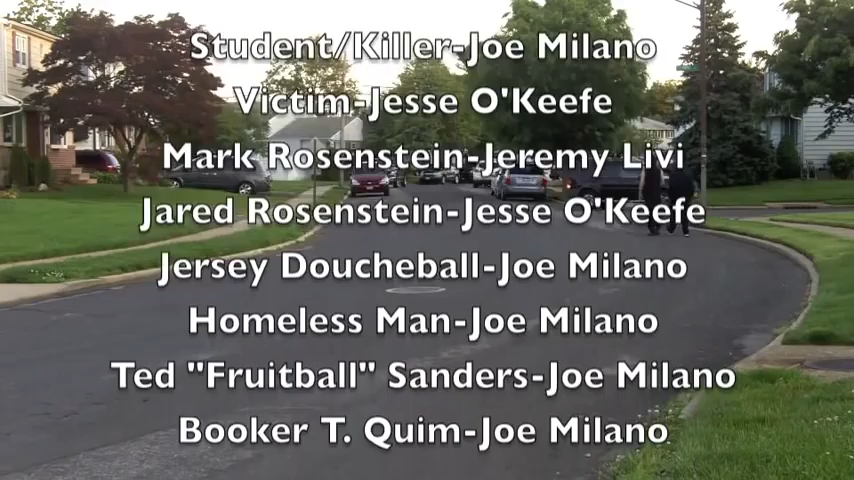 Student/Killer-Joe Milano
Victim-Jesse O'Keefe
Mark Rosenstein-Jeremy Livi
Jared Rosenstein-Jesse O'Keefe
Jersey Doucheball-Joe Milano
Homeless Man-Joe Milano
Ted "Fruitball" Sanders-Joe Milano
Booker T. Quim-Joe Milano